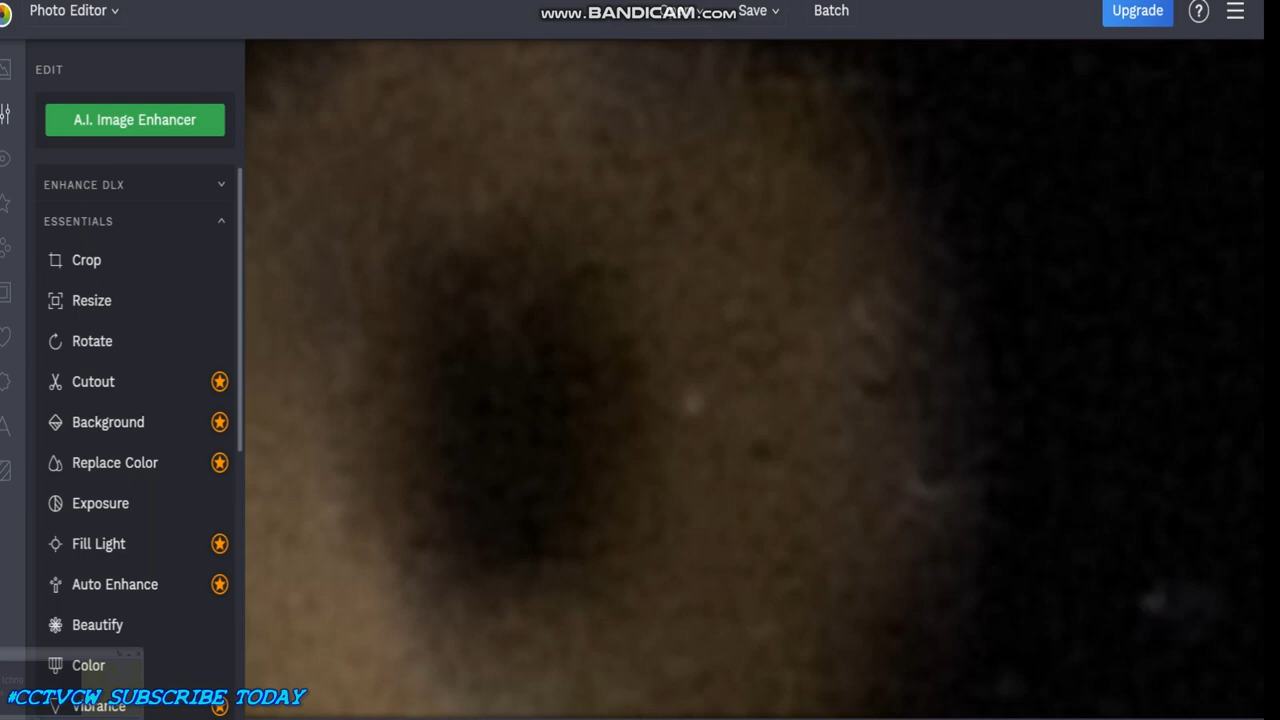 Photo Editor
www.BANDICAM.com
Save
Batch
Upgrade
?
EDIT
A.I. Image Enhancer
ENHANCE DLX
ESSENTIALS
Crop
Resize
Rotate
Cutout
Background
Replace Color
Exposure
Fill Light
Auto Enhance
Beautify
Color
#CCTVCW SUBSCRIBE TODAY
Vibrance